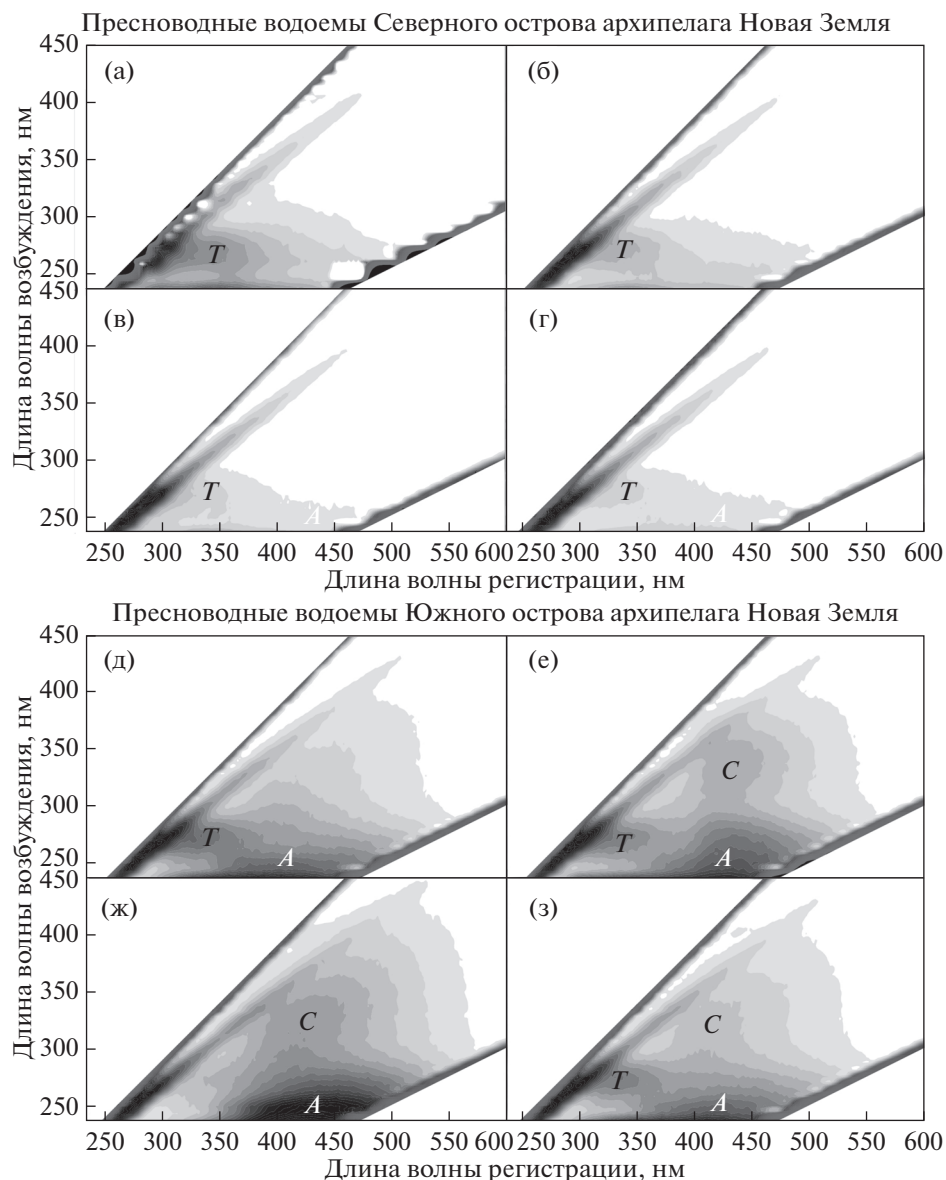 Пресноводные водоемы Северного острова архипелага Новая Земля
Длина волны возбуждения, нм
450
400
350
300
250
(а)
T
(б)
T
450
400
350
300
250
(в)
T
A
(г)
T
A
250 300 350 400 450 500 550 600
250 300 350 400 450 500 550 600
Длина волны регистрации, нм
Пресноводные водоемы Южного острова архипелага Новая Земля
Длина волны возбуждения, нм
450
400
350
300
250
(д)
T
A
(е)
C
T
A
450
400
350
300
250
(ж)
C
A
(з)
C
T
A
250 300 350 400 450 500 550 600
250 300 350 400 450 500 550 600
Длина волны регистрации, нм